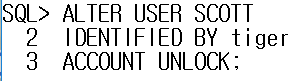 SQL> ALTER USER SCOTT
2 IDENTIFIED BY tiger
3 ACCOUNT UNLOCK;